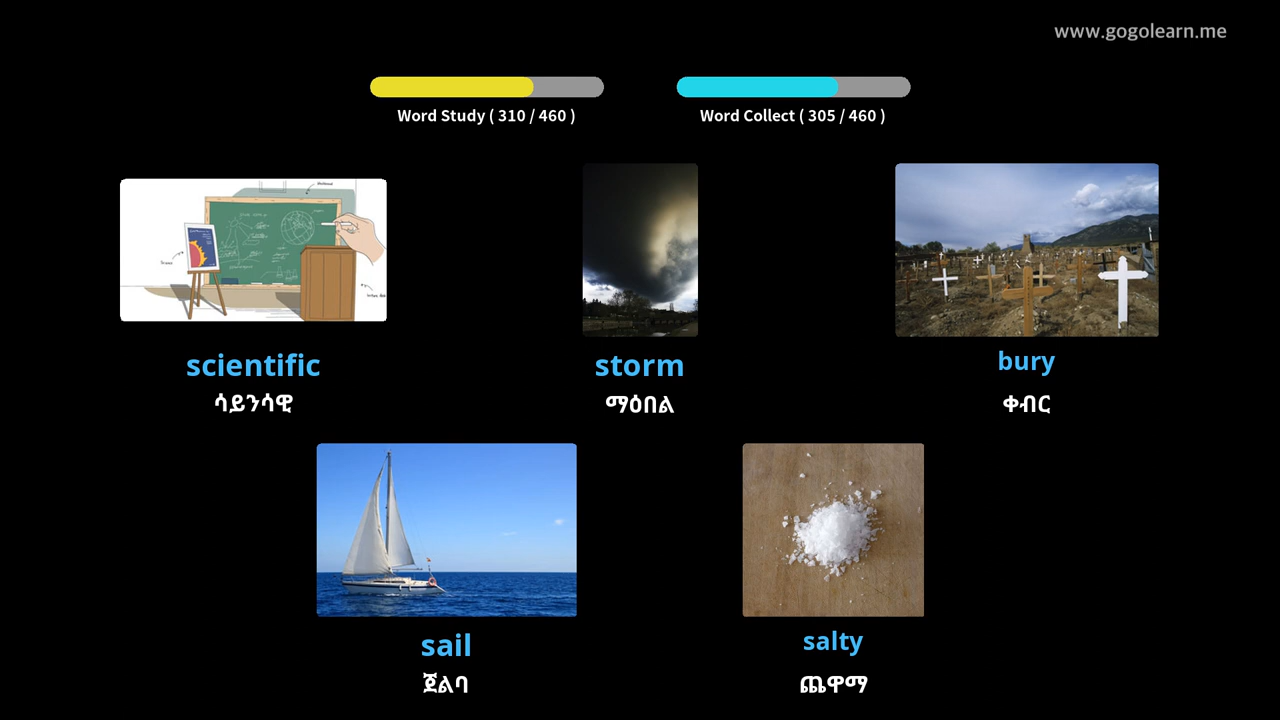 www.gogolearn.me
Word Study ( 310 / 460 )
Word Collect ( 305 / 460 )
scientific
ሳይንሳዊ
storm
ማዕበል
bury
ቀብር
sail
ጀልባ
salty
ጨዋማ